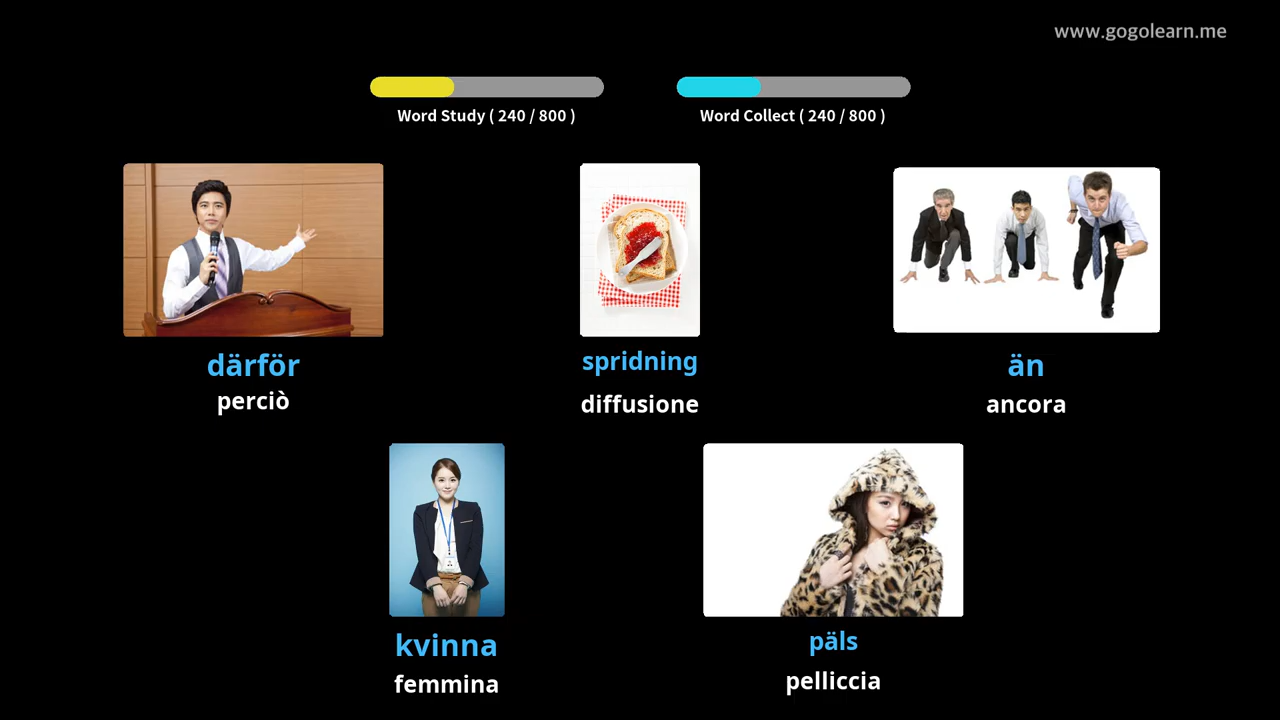 www.gogolearn.me
Word Study ( 240 / 800 )
Word Collect ( 240 / 800 )
därför
perciò
spridning
diffusione
än
ancora
kvinna
femmina
päls
pelliccia